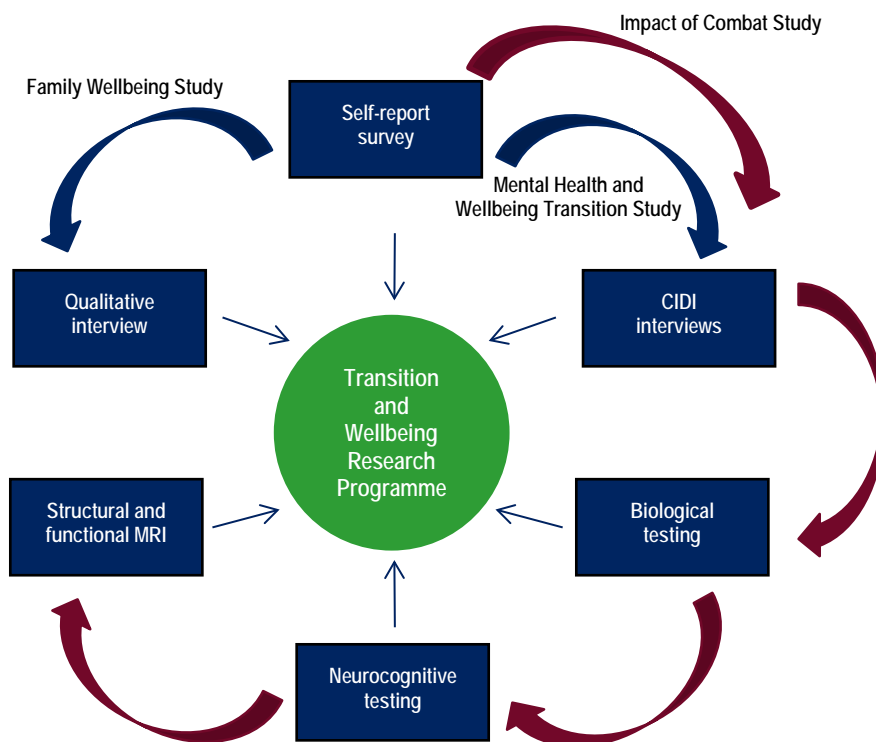 Impact of Combat Study
Family Wellbeing Study
Self-report
survey
Mental Health and
Wellbeing Transition Study
Qualitative
interview
CIDI
interviews
Transition
and
Wellbeing
Research
Programme
Structural and
functional MRI
Biological
testing
Neurocognitive
testing